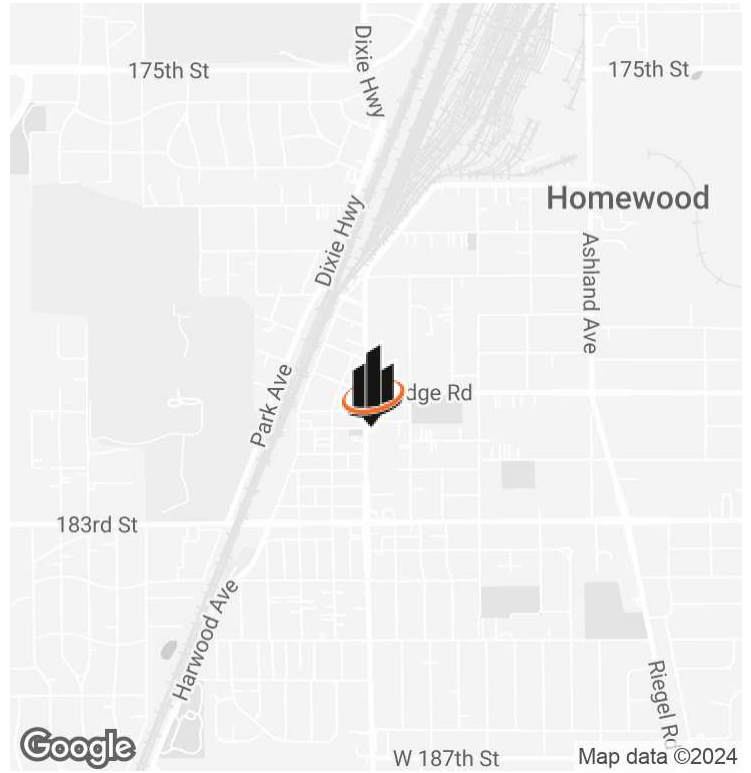 Dixie Hwy
175th St
175th St
Homewood
Dixie Hwy
Ashland Ave
Park Ave
dge Rd
183rd St
Harwood Ave
Riegel Rd
Google
W 187th St
Map data ©2024